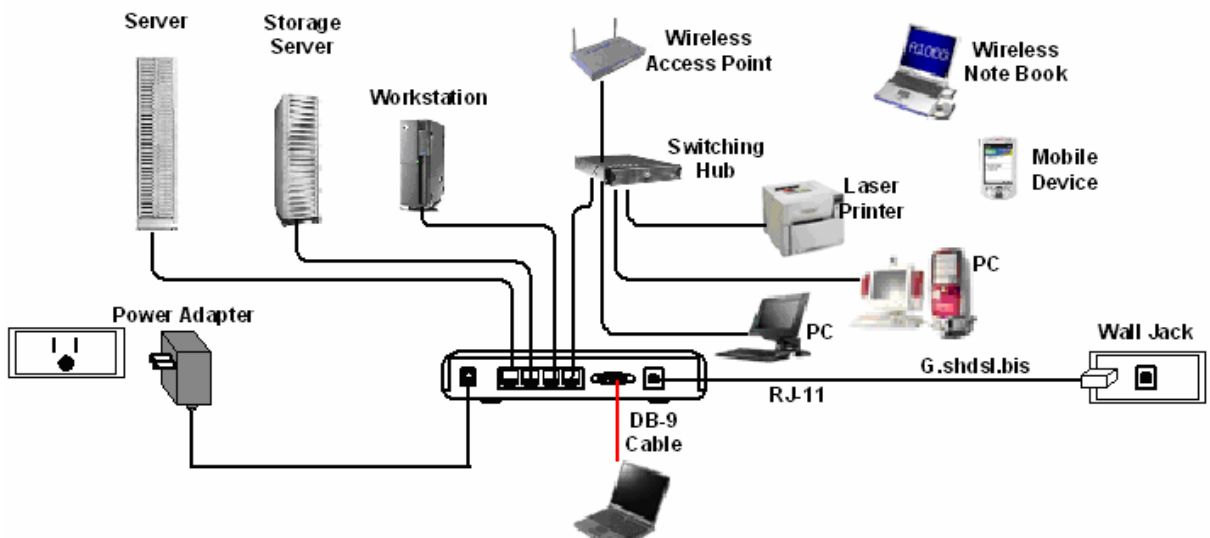 Server
Storage
Server
Workstation
Wireless
Access Point
Wireless
Note Book
Switching
Hub
Mobile
Device
Laser
Printer
PC
PC
Power Adapter
Wall Jack
G.shdsl.bis
RJ-11
DB-9
Cable